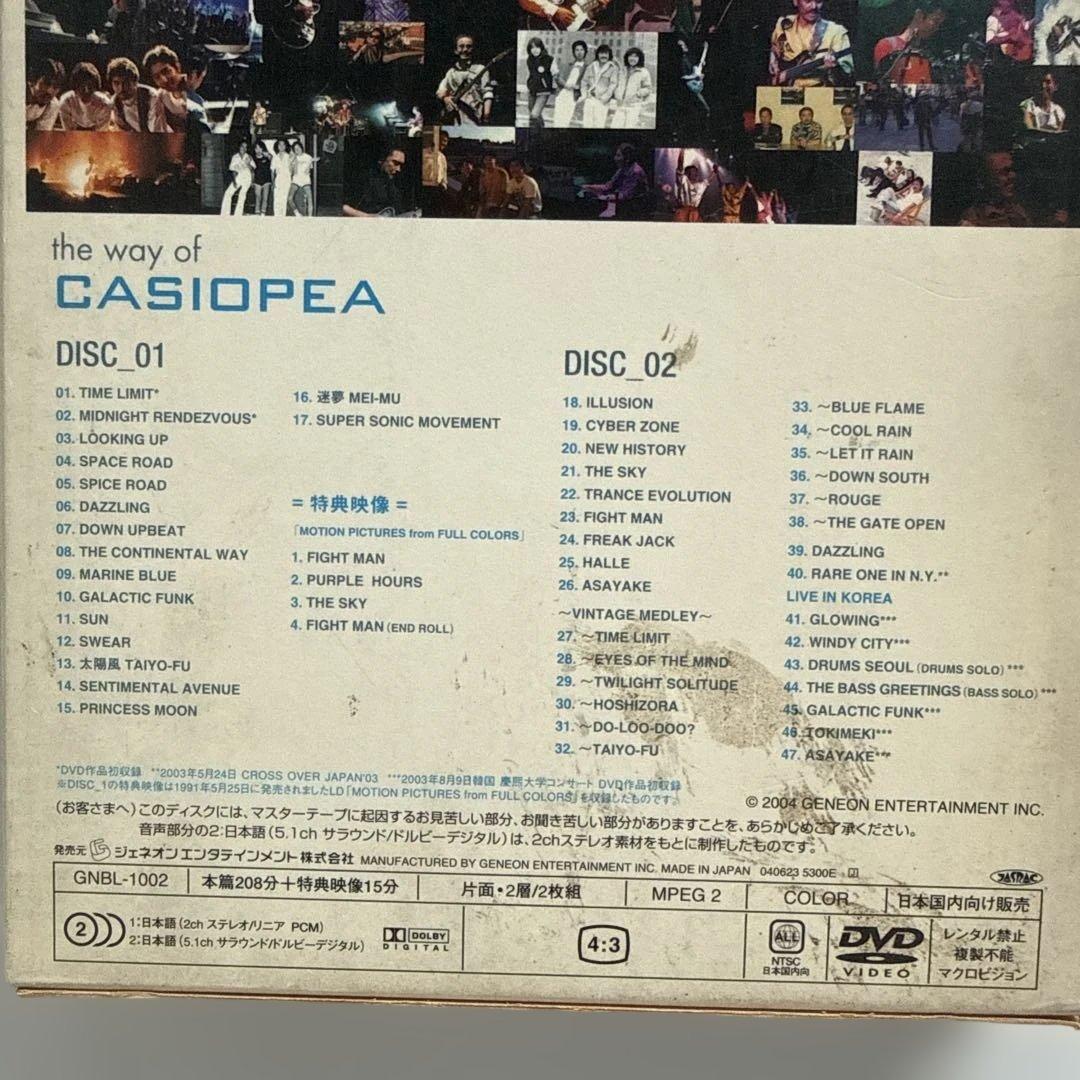 the way of
CASIOPEA
DISC_01
01. TIME LIMIT*
02. MIDNIGHT RENDEZVOUS*
03. LOOKING UP
04. SPACE ROAD
05. SPICE ROAD
06. DAZZLING
07. DOWN UPBEAT
08. THE CONTINENTAL WAY
09. MARINE BLUE
10. GALACTIC FUNK
11. SUN
12. SWEAR
13. 太陽風 TAIYO-FU
14. SENTIMENTAL AVENUE
15. PRINCESS MOON
16. 迷夢 MEI-MU
17. SUPER SONIC MOVEMENT
= 特典映像 =
「MOTION PICTURES from FULL COLORS」
1. FIGHT MAN
2. PURPLE HOURS
3. THE SKY
4. FIGHT MAN (END ROLL)
DISC_02
18. ILLUSION
19. CYBER ZONE
20. NEW HISTORY
21. THE SKY
22. TRANCE EVOLUTION
23. FIGHT MAN
24. FREAK JACK
25. HALLE
26. ASAYAKE
〜VINTAGE MEDLEY〜
27. 〜TIME LIMIT
28. 〜EYES OF THE MIND
29. 〜TWILIGHT SOLITUDE
30. 〜HOSHIZORA
31. 〜DO-LOO-DOO?
32. 〜TAIYO-FU
33. 〜BLUE FLAME
34. 〜COOL RAIN
35. 〜LET IT RAIN
36. 〜DOWN SOUTH
37. 〜ROUGE
38. 〜THE GATE OPEN
39. DAZZLING
40. RARE ONE IN N.Y.**
LIVE IN KOREA
41. GLOWING***
42. WINDY CITY***
43. DRUMS SEOUL (DRUMS SOLO) ***
44. THE BASS GREETINGS (BASS SOLO) ***
45. GALACTIC FUNK***
46. TOKIMEKI***
47. ASAYAKE***
*DVD作品初収録 **2003年5月24日 CROSS OVER JAPAN'03 ***2003年8月9日韓国 慶熙大学コンサート DVD作品初収録
※DISC_1の特典映像は1991年5月25日に発売されましたLD「MOTION PICTURES from FULL COLORS」を収録したものです。
© 2004 GENEON ENTERTAINMENT INC.
(お客さまへ)このディスクには、マスターテープに起因するお見苦しい部分、お聞き苦しい部分がありますことを、あらかじめご了承ください。
音声部分の2:日本語(5.1ch サラウンド/ドルビーデジタル)は、2chステレオ素材をもとに制作したものです。
発売元 ジェネオン エンタテインメント株式会社 MANUFACTURED BY GENEON ENTERTAINMENT INC. MADE IN JAPAN 040623 5300E
JASRAC
GNBL-1002 本篇208分+特典映像15分 片面・2層/2枚組 MPEG 2 COLOR 日本国内向け販売
2
1:日本語(2ch ステレオ/リニア PCM)
2:日本語(5.1ch サラウンド/ドルビーデジタル)
DOLBY
DIGITAL
4:3
ALL
NTSC
日本国内向
DVD
VIDEO
レンタル禁止
複製不能
マクロビジョン